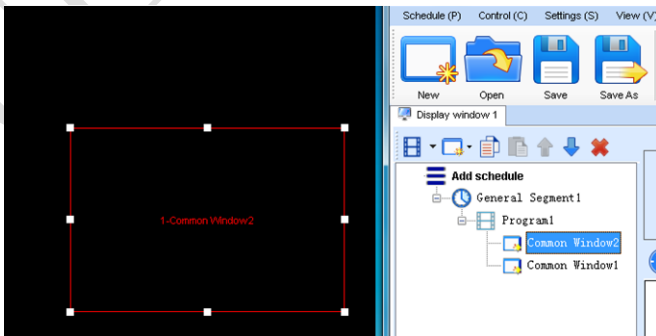 Schedule (P) Control (C) Settings (S) View (V)
New Open Save Save As
Display window 1
Add schedule
General Segment1
Program1
1-Common Window2
Common Window2
Common Window1